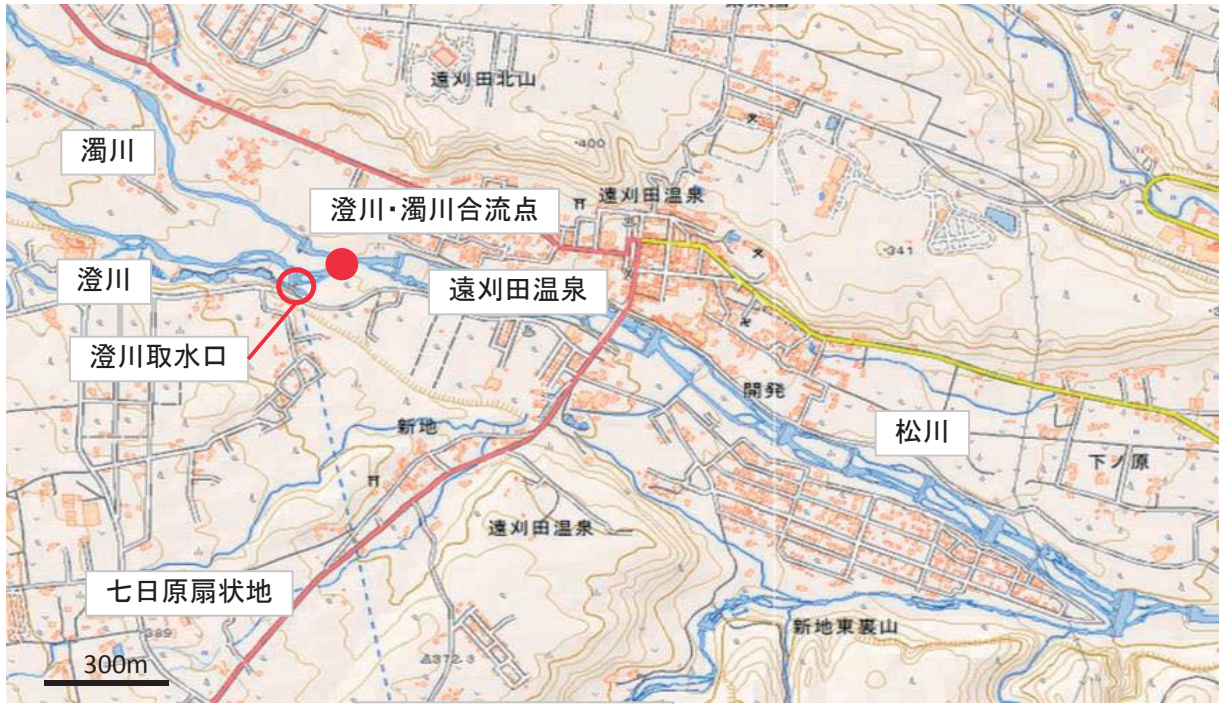 遠刈田北山
濁川
・400
遠刈田温泉
澄川・濁川合流点
・341
澄川
遠刈田温泉
澄川取水口
開発
新地
松川
下ノ原
遠刈田温泉
七日原扇状地
新地東裏山
・389
△372.3
300m